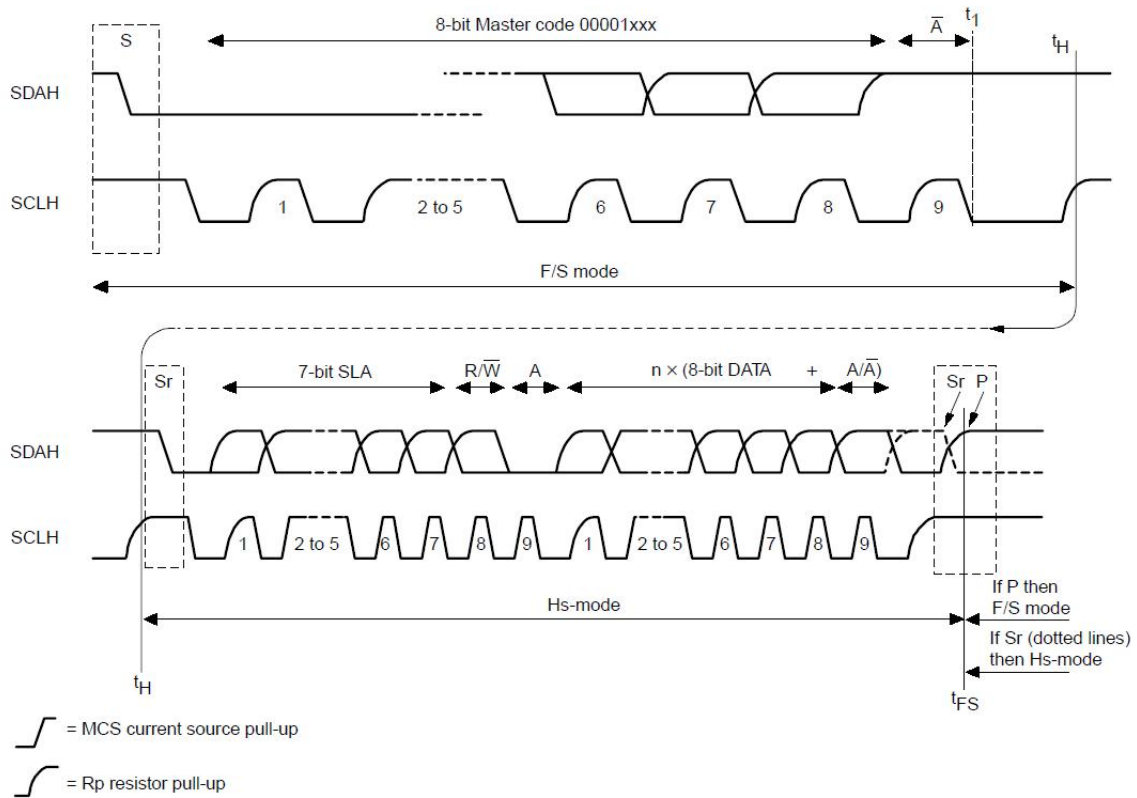 8-bit Master code 00001xxx
A̅
t1
S
tH
SDAH
SCLH
1
2 to 5
6
7
8
9
F/S mode
Sr
7-bit SLA
R/W̅
A
n × (8-bit DATA
+
A/A̅)
Sr
P
SDAH
SCLH
1
2 to 5
6
7
8
9
1
2 to 5
6
7
8
9
If P then
F/S mode
Hs-mode
If Sr (dotted lines)
then Hs-mode
tH
tFS
= MCS current source pull-up
= Rp resistor pull-up